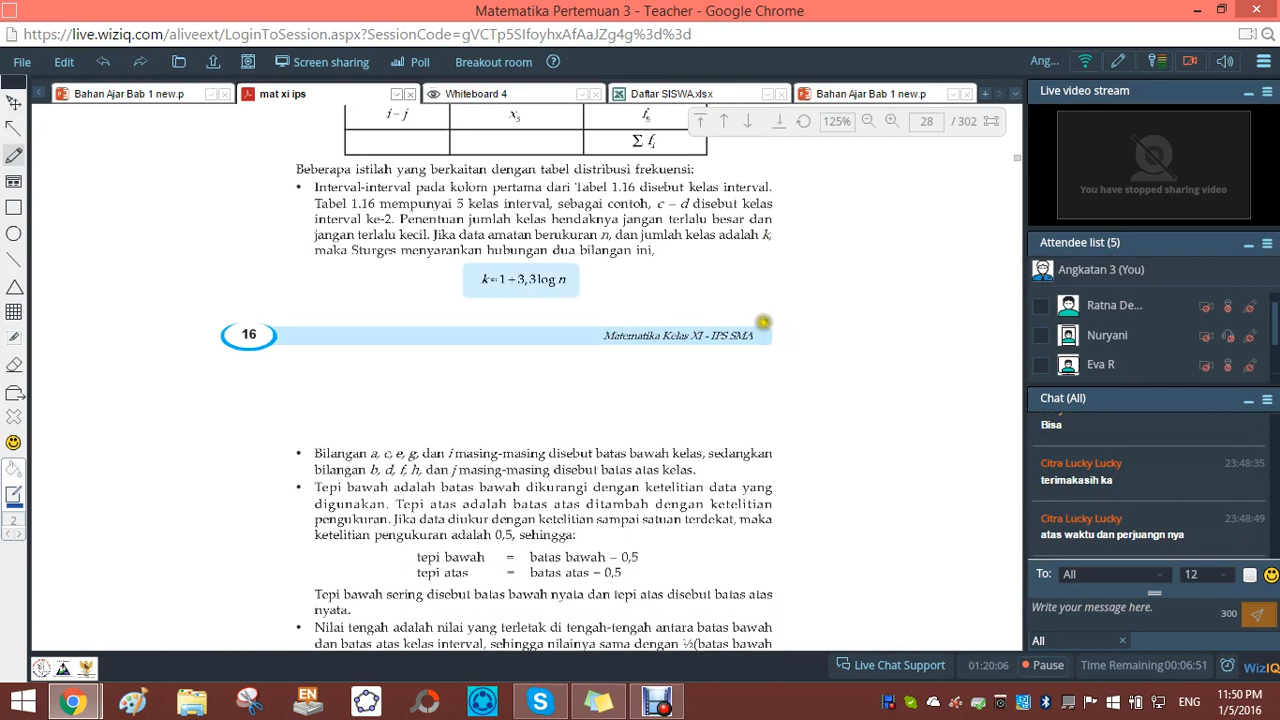 Matematika Pertemuan 3 - Teacher - Google Chrome
https://live.wiziq.com/aliveext/LoginToSession.aspx?SessionCode=gVCTp5SIfoyhxAfAaJZg4g%3d%3d
File Edit Screen sharing Poll Breakout room Ang...
Bahan Ajar Bab 1 new.p mat xi ips Whiteboard 4 Daftar SISWA.xlsx Bahan Ajar Bab 1 new.p
125% 28 / 302
i – j x5 f5
∑ fi
Beberapa istilah yang berkaitan dengan tabel distribusi frekuensi:
• Interval-interval pada kolom pertama dari Tabel 1.16 disebut kelas interval.
Tabel 1.16 mempunyai 5 kelas interval, sebagai contoh, c – d disebut kelas
interval ke-2. Penentuan jumlah kelas hendaknya jangan terlalu besar dan
jangan terlalu kecil. Jika data amatan berukuran n, dan jumlah kelas adalah k,
maka Sturges menyarankan hubungan dua bilangan ini,
k = 1 + 3,3 log n
16
Matematika Kelas XI - IPS SMA
• Bilangan a, c, e, g, dan i masing-masing disebut batas bawah kelas, sedangkan
bilangan b, d, f, h, dan j masing-masing disebut batas atas kelas.
• Tepi bawah adalah batas bawah dikurangi dengan ketelitian data yang
digunakan. Tepi atas adalah batas atas ditambah dengan ketelitian
pengukuran. Jika data diukur dengan ketelitian sampai satuan terdekat, maka
ketelitian pengukuran adalah 0,5, sehingga:
tepi bawah = batas bawah – 0,5
tepi atas = batas atas – 0,5
Tepi bawah sering disebut batas bawah nyata dan tepi atas disebut batas atas
nyata.
• Nilai tengah adalah nilai yang terletak di tengah-tengah antara batas bawah
dan batas atas kelas interval, sehingga nilainya sama dengan ½(batas bawah
2
Live video stream
You have stopped sharing video
Attendee list (5)
Angkatan 3 (You)
Ratna De...
Nuryani
Eva R
Chat (All)
Bisa
Citra Lucky Lucky 23:48:35
terimakasih ka
Citra Lucky Lucky 23:48:49
atas waktu dan perjuangn nya
To: All 12
Write your message here. 300
All
Live Chat Support 01:20:06 Pause Time Remaining 00:06:51 WizIQ
EN
ENG 11:50 PM
1/5/2016